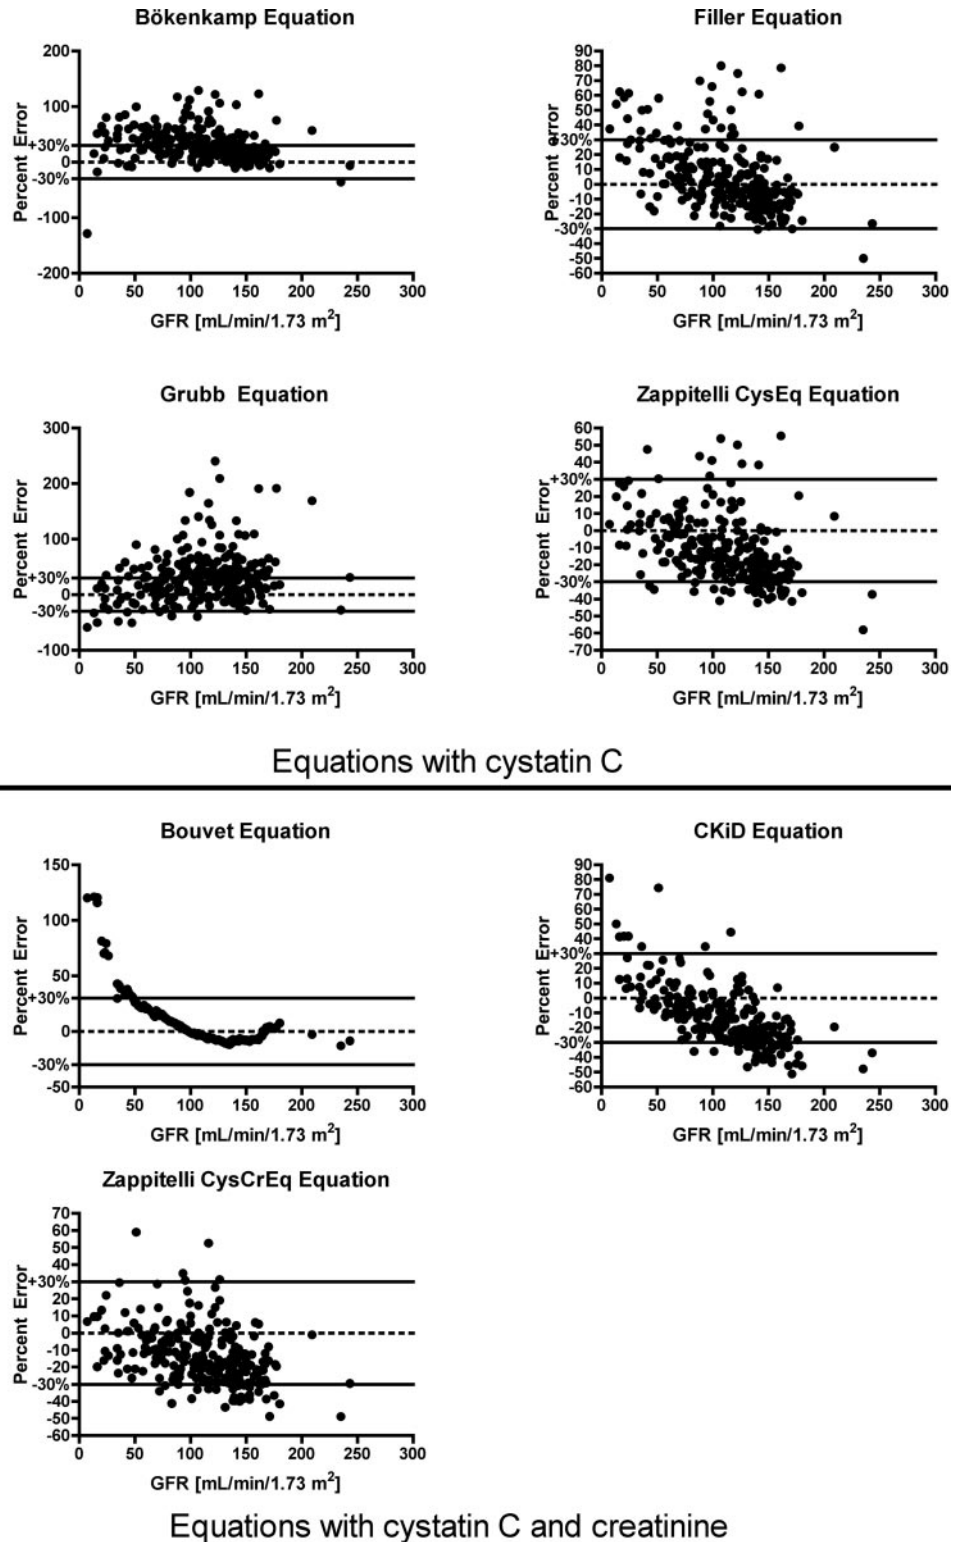 Bökenkamp Equation
Percent Error
200
100
+30%
0
-30%
-100
-200
0 50 100 150 200 250 300
GFR [mL/min/1.73 m²]
Filler Equation
Percent error
90
80
70
60
50
40
+30%
20
10
0
-10
-20
-30%
-40
-50
-60
0 50 100 150 200 250 300
GFR [mL/min/1.73 m²]
Grubb Equation
Percent Error
300
200
100
+30%
0
-30%
-100
0 50 100 150 200 250 300
GFR [mL/min/1.73 m²]
Zappitelli CysEq Equation
Percent Error
60
50
40
+30%
20
10
0
-10
-20
-30%
-40
-50
-60
-70
0 50 100 150 200 250 300
GFR [mL/min/1.73 m²]
Equations with cystatin C
Bouvet Equation
Percent Error
150
100
50
+30%
0
-30%
-50
0 50 100 150 200 250 300
GFR [mL/min/1.73 m²]
CKiD Equation
Percent Error
90
80
70
60
50
40
+30%
20
10
0
-10
-20
-30%
-40
-50
-60
0 50 100 150 200 250 300
GFR [mL/min/1.73 m²]
Zappitelli CysCrEq Equation
Percent Error
70
60
50
40
+30%
20
10
0
-10
-20
-30%
-40
-50
-60
0 50 100 150 200 250 300
GFR [mL/min/1.73 m²]
Equations with cystatin C and creatinine